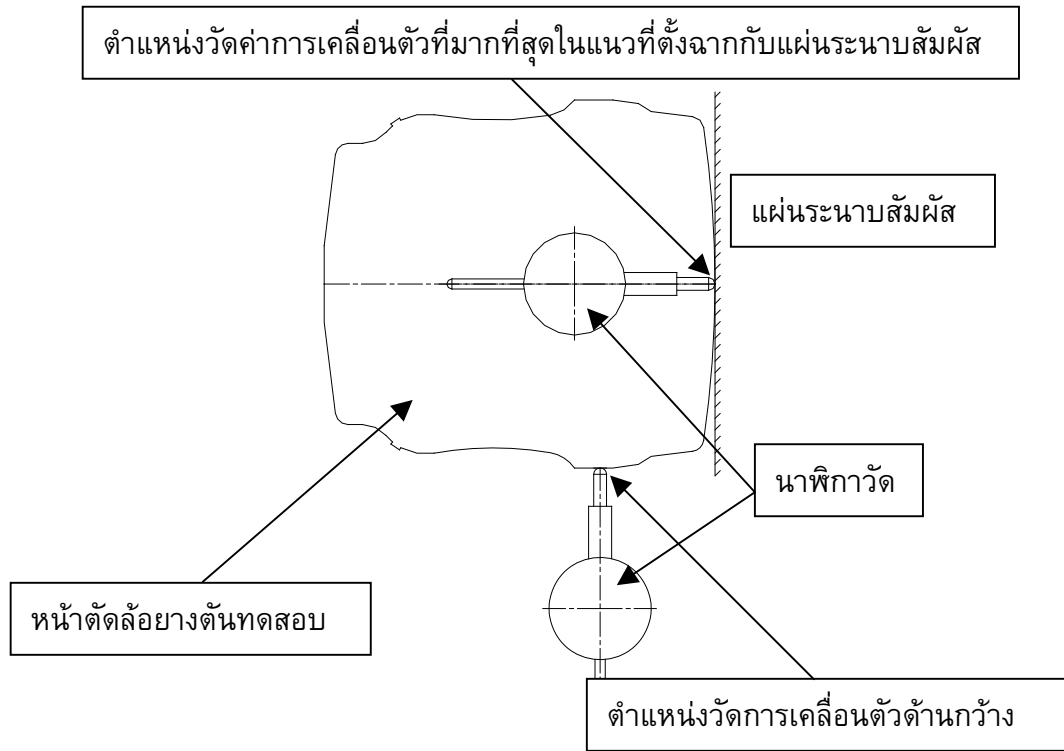 ตำแหน่งวัดค่าการเคลื่อนตัวที่มากที่สุดในแนวที่ตั้งฉากกับแผ่นระนาบสัมผัส
แผ่นระนาบสัมผัส
นาฬิกาวัด
หน้าตัดล้อยางตันทดสอบ
ตำแหน่งวัดการเคลื่อนตัวด้านกว้าง